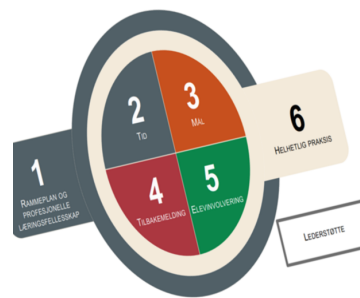 1
RAMMEPLAN OG
PROFESJONELLE
LÆRINGSFELLESSKAP
2
TID
3
MÅL
4
TILBAKEMELDING
5
ELEVINVOLVERING
6
HELHETLIG PRAKSIS
LEDERSTØTTE